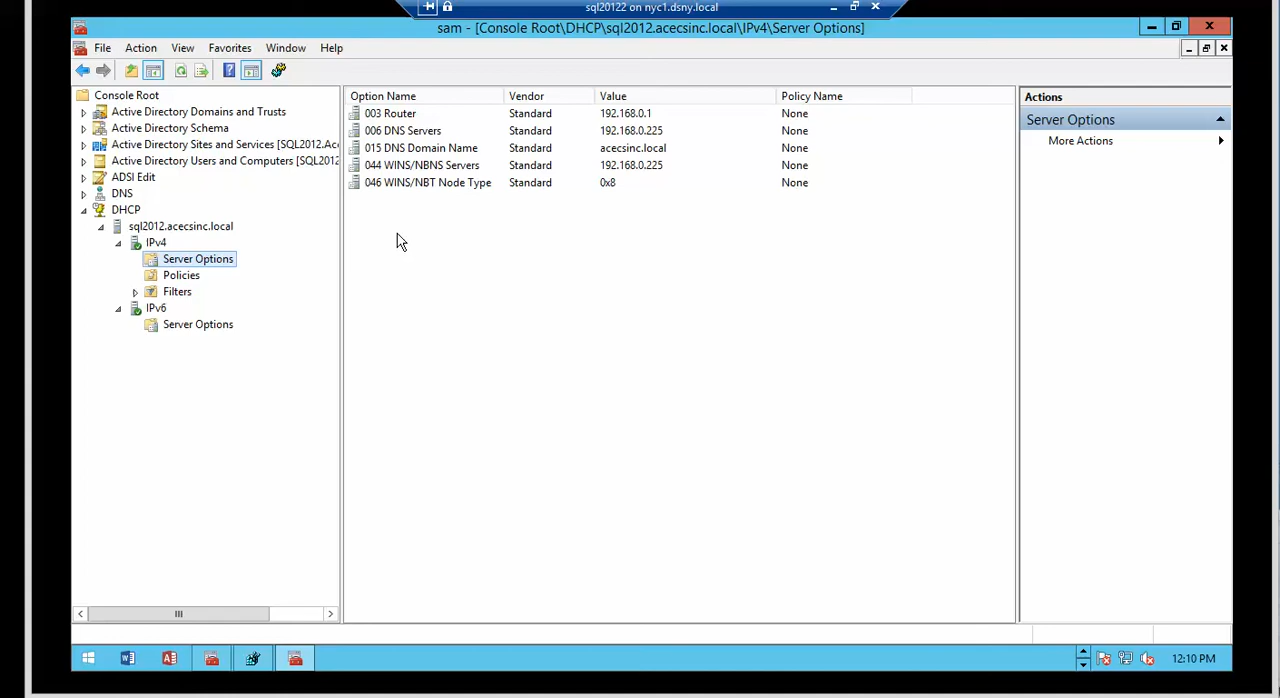 sql20122 on nyc1.dsny.local
sam - [Console Root\DHCP\sql2012.acecsinc.local\IPv4\Server Options]
File Action View Favorites Window Help
Console Root
Active Directory Domains and Trusts
Active Directory Schema
Active Directory Sites and Services [SQL2012.Ac
Active Directory Users and Computers [SQL2012
ADSI Edit
DNS
DHCP
sql2012.acecsinc.local
IPv4
Server Options
Policies
Filters
IPv6
Server Options
Option Name Vendor Value Policy Name
003 Router Standard 192.168.0.1 None
006 DNS Servers Standard 192.168.0.225 None
015 DNS Domain Name Standard acecsinc.local None
044 WINS/NBNS Servers Standard 192.168.0.225 None
046 WINS/NBT Node Type Standard 0x8 None
Actions
Server Options
More Actions
12:10 PM